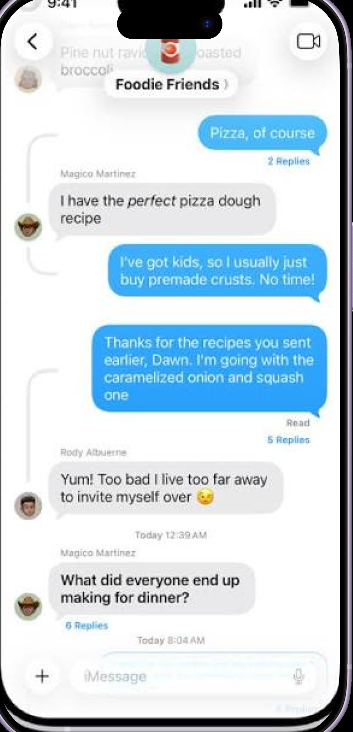 9:41
Pine nut ravio oasted
broccoli
Foodie Friends
Pizza, of course
2 Replies
Magico Martinez
I have the perfect pizza dough
recipe
I've got kids, so I usually just
buy premade crusts. No time!
Thanks for the recipes you sent
earlier, Dawn. I'm going with the
caramelized onion and squash
one
Read
5 Replies
Rody Albuerne
Yum! Too bad I live too far away
to invite myself over 😉
Today 12:39 AM
Magico Martinez
What did everyone end up
making for dinner?
6 Replies
Today 8:04 AM
iMessage
6 Replies